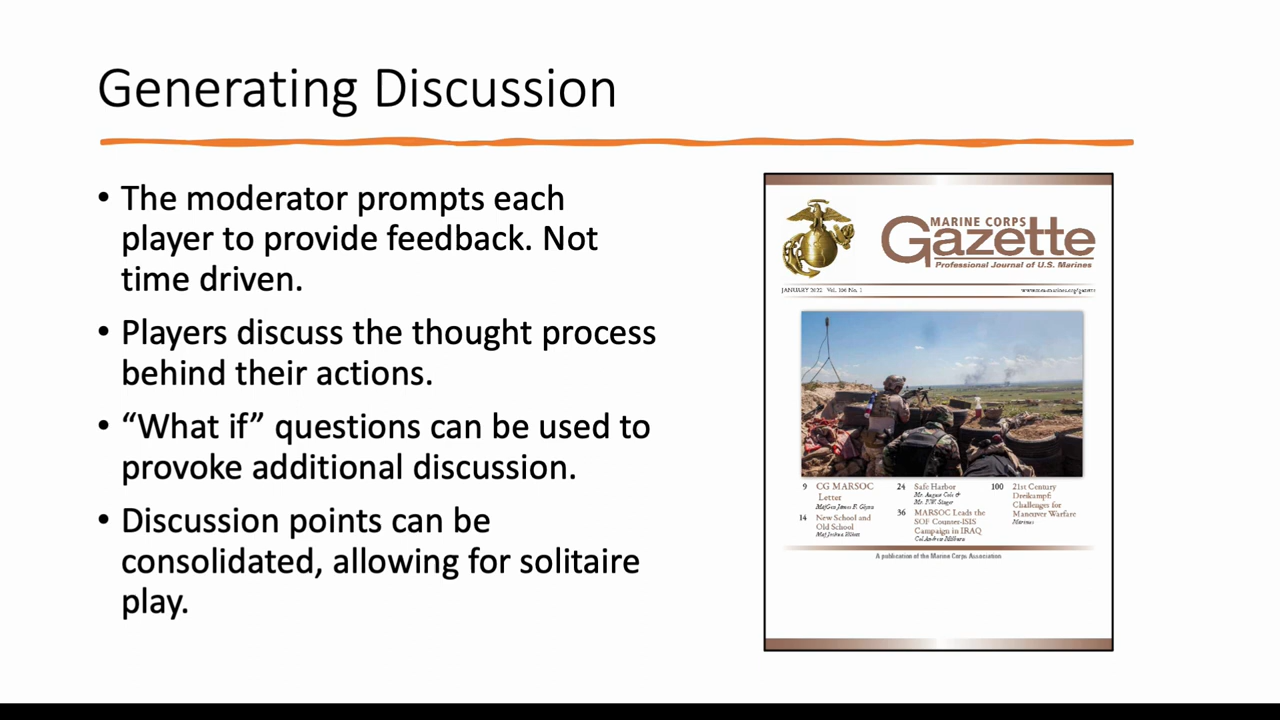 Generating Discussion
• The moderator prompts each
player to provide feedback. Not
time driven.
• Players discuss the thought process
behind their actions.
• “What if” questions can be used to
provoke additional discussion.
• Discussion points can be
consolidated, allowing for solitaire
play.
MARINE CORPS
Gazette
Professional Journal of U.S. Marines
JANUARY 2022 Vol. 106 No. 1
www.mca-marines.org/gazette
9 CG MARSOC
Letter
MajGen James F. Glynn
14 New School and
Old School
Maj Joshua
24 Safe Harbor
Mr. August Cole &
Mr. P.W. Singer
36 MARSOC Leads the
SOF Counter-ISIS
Campaign in IRAQ
Col Andrew Milburn
100 21st Century
Dreikampf:
Challenges for
Maneuver Warfare
Marinus
A publication of the Marine Corps Association